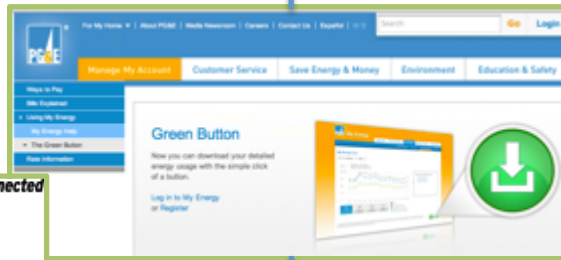 For My Home ▾ | About PG&E | Media Newsroom | Careers | Contact Us | Español |
Search
Go
Login
PG&E
Manage My Account
Customer Service
Save Energy & Money
Environment
Education & Safety
Ways to Pay
Bills Explained
Using My Energy
My Energy Help
The Green Button
Rate Information
nected
Green Button
Now you can download your detailed
energy usage with the simple click
of a button.
Log in to My Energy
or Register